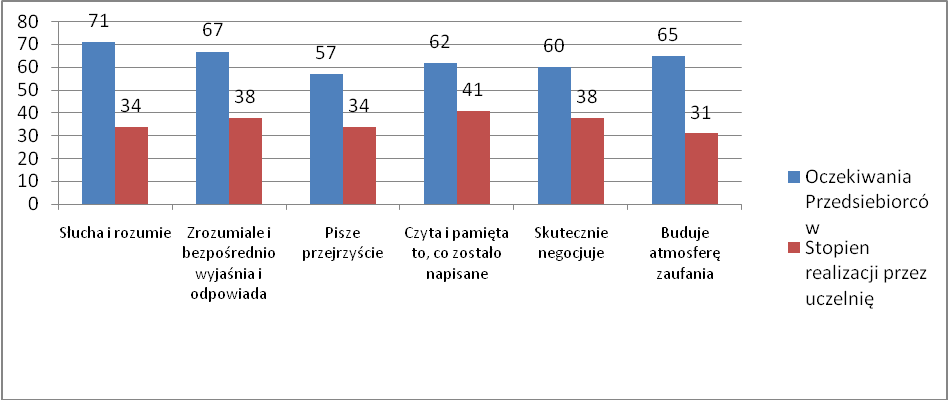 80
70
60
50
40
30
20
10
0
71
34
67
38
57
34
62
41
60
38
65
31
Słucha i rozumie
Zrozumiale i
bezpośrednio
wyjaśnia i
odpowiada
Pisze
przejrzyście
Czyta i pamięta
to, co zostało
napisane
Skutecznie
negocjuje
Buduje
atmosferę
zaufania
Oczekiwania
Przedsiebiorcó
w
Stopien
realizacji przez
uczelnię